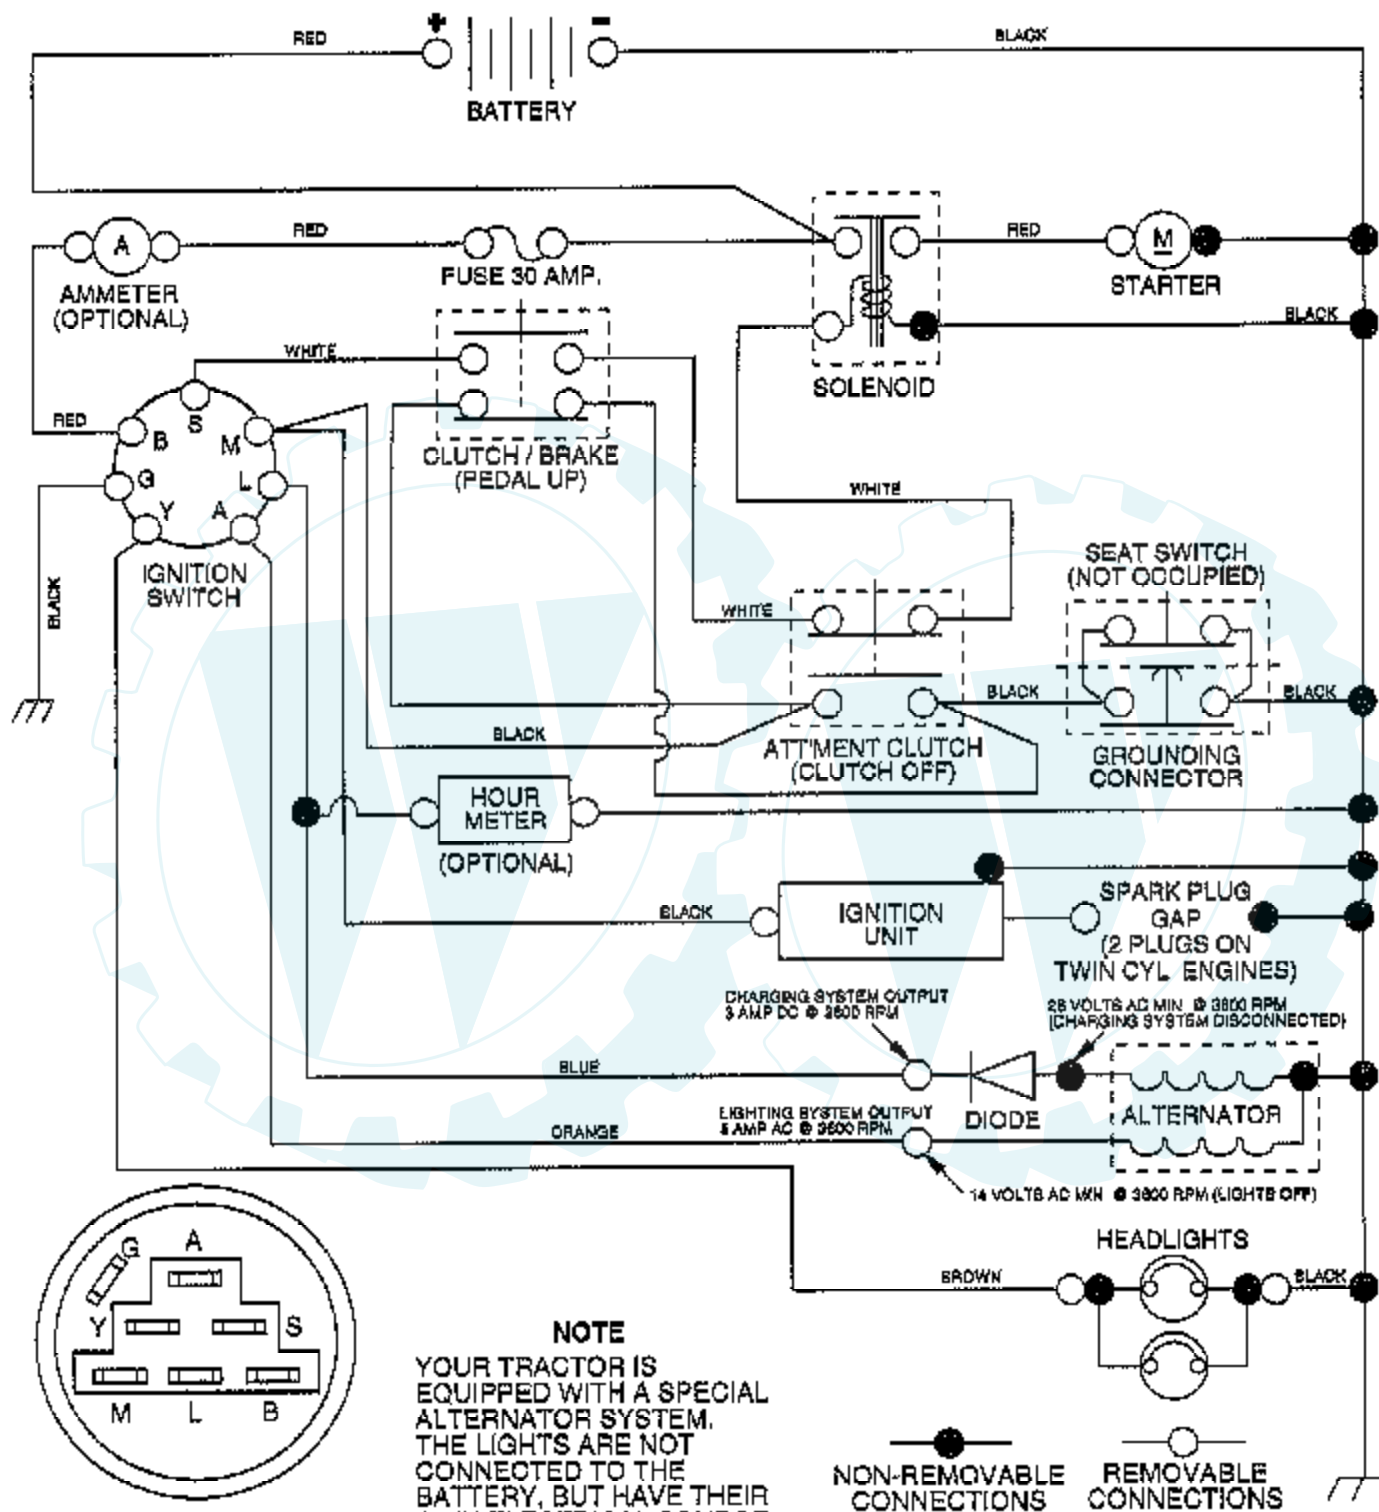 + -
RED
BLACK
BATTERY
A
RED
RED
M
FUSE 30 AMP.
STARTER
AMMETER
(OPTIONAL)
BLACK
WHITE
SOLENOID
RED
S
B
M
CLUTCH / BRAKE
(PEDAL UP)
G
L
Y
A
WHITE
IGNITION
SWITCH
BLACK
SEAT SWITCH
(NOT OCCUPIED)
WHITE
BLACK
BLACK
BLACK
ATT'MENT CLUTCH
(CLUTCH OFF)
GROUNDING
CONNECTOR
HOUR
METER
(OPTIONAL)
BLACK
IGNITION
UNIT
SPARK PLUG
GAP
(2 PLUGS ON
TWIN CYL ENGINES)
CHARGING SYSTEM OUTPUT
3 AMP DC @ 3600 RPM
28 VOLTS AC MIN @ 3600 RPM
(CHARGING SYSTEM DISCONNECTED)
BLUE
DIODE
ALTERNATOR
LIGHTING SYSTEM OUTPUT
5 AMP AC @ 3600 RPM
ORANGE
14 VOLTS AC MIN @ 3600 RPM (LIGHTS OFF)
HEADLIGHTS
BROWN
BLACK
G
A
Y
S
M L B
NOTE
YOUR TRACTOR IS
EQUIPPED WITH A SPECIAL
ALTERNATOR SYSTEM.
THE LIGHTS ARE NOT
CONNECTED TO THE
BATTERY, BUT HAVE THEIR
NON-REMOVABLE
CONNECTIONS
REMOVABLE
CONNECTIONS